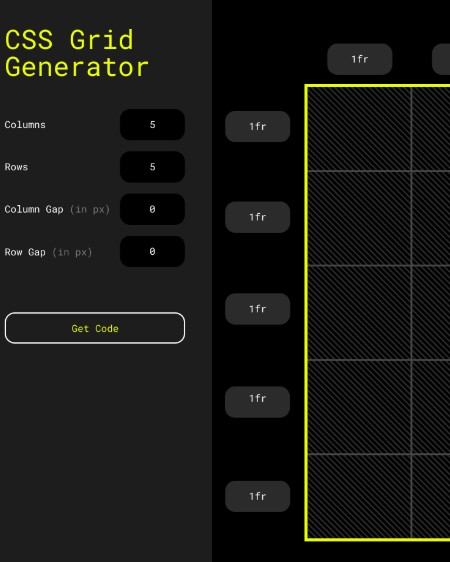 CSS Grid
Generator
Columns 5
Rows 5
Column Gap (in px) 0
Row Gap (in px) 0
Get Code
1fr
1fr
1fr
1fr
1fr
1fr